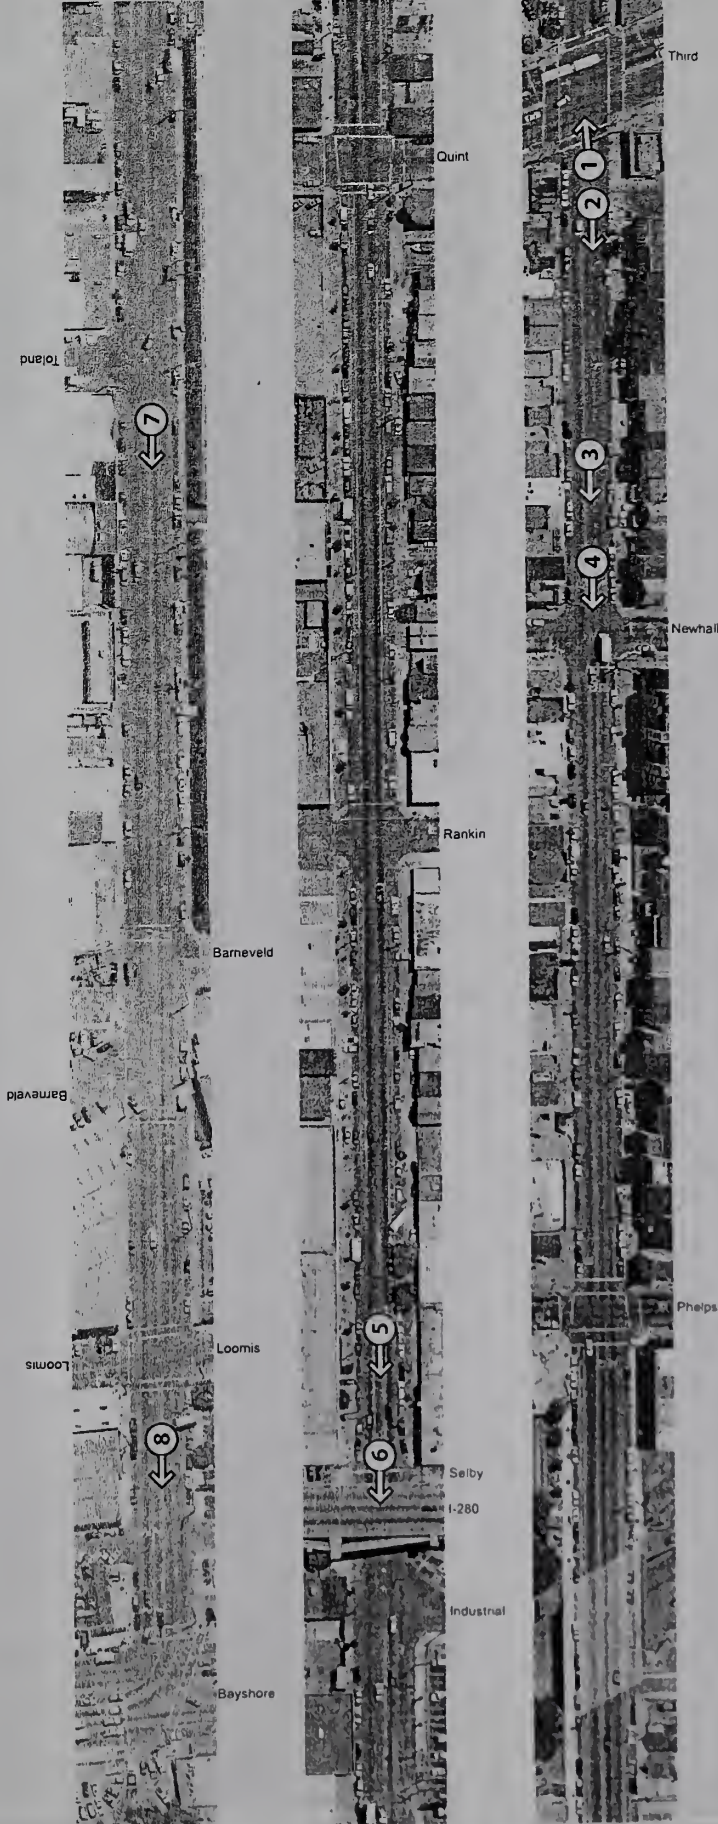 Toland
7
Barneveld
Barneveld
Loomis
Loomis
8
Bayshore
Quint
Rankin
5
6
Selby
I-280
Industrial
Third
1
2
3
4
Newhall
Phelps